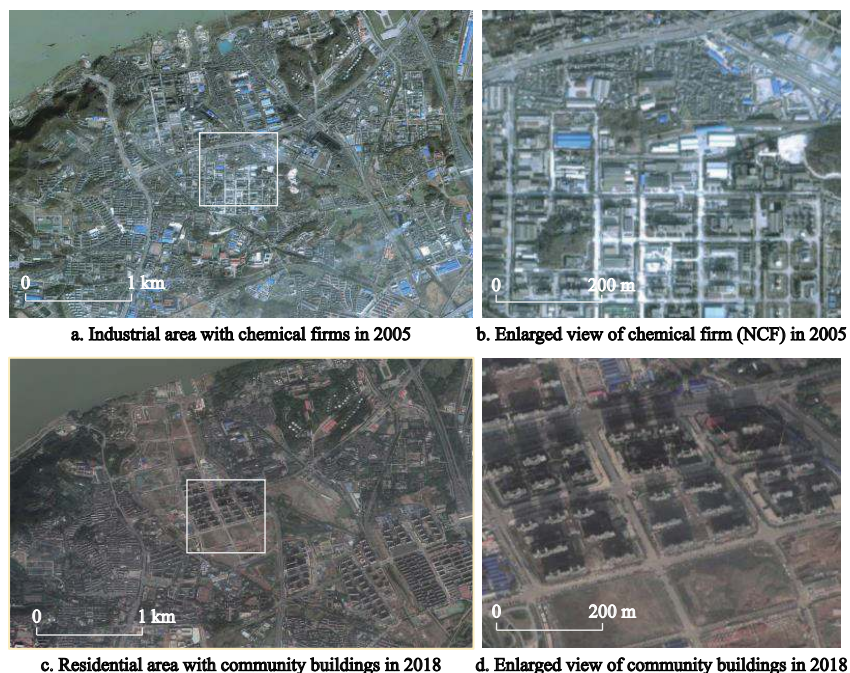 0 1 km
0 200 m
a. Industrial area with chemical firms in 2005
b. Enlarged view of chemical firm (NCF) in 2005
0 1 km
0 200 m
c. Residential area with community buildings in 2018
d. Enlarged view of community buildings in 2018